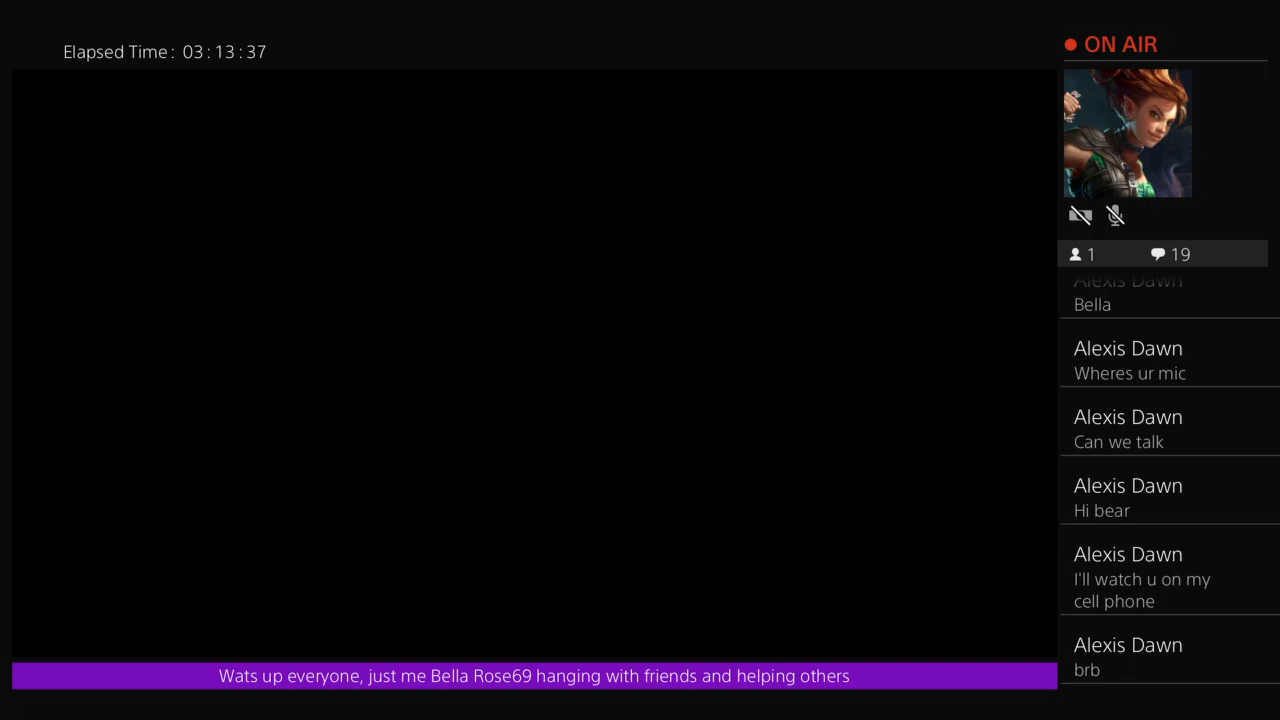 Elapsed Time: 03:13:37
ON AIR
1 19
Alexis Dawn
Bella
Alexis Dawn
Wheres ur mic
Alexis Dawn
Can we talk
Alexis Dawn
Hi bear
Alexis Dawn
I'll watch u on my
cell phone
Alexis Dawn
brb
Wats up everyone, just me Bella Rose69 hanging with friends and helping others